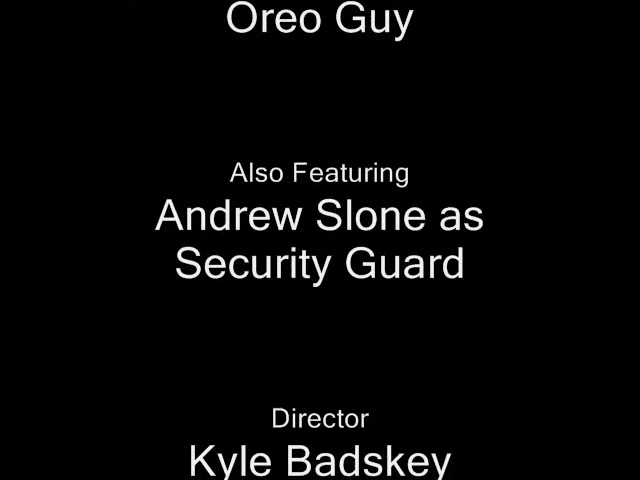 Oreo Guy
Also Featuring
Andrew Slone as
Security Guard
Director
Kyle Badskey